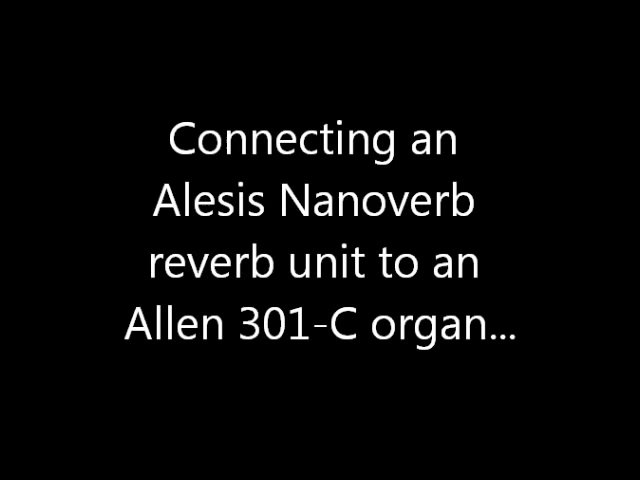 Connecting an
Alesis Nanoverb
reverb unit to an
Allen 301-C organ...